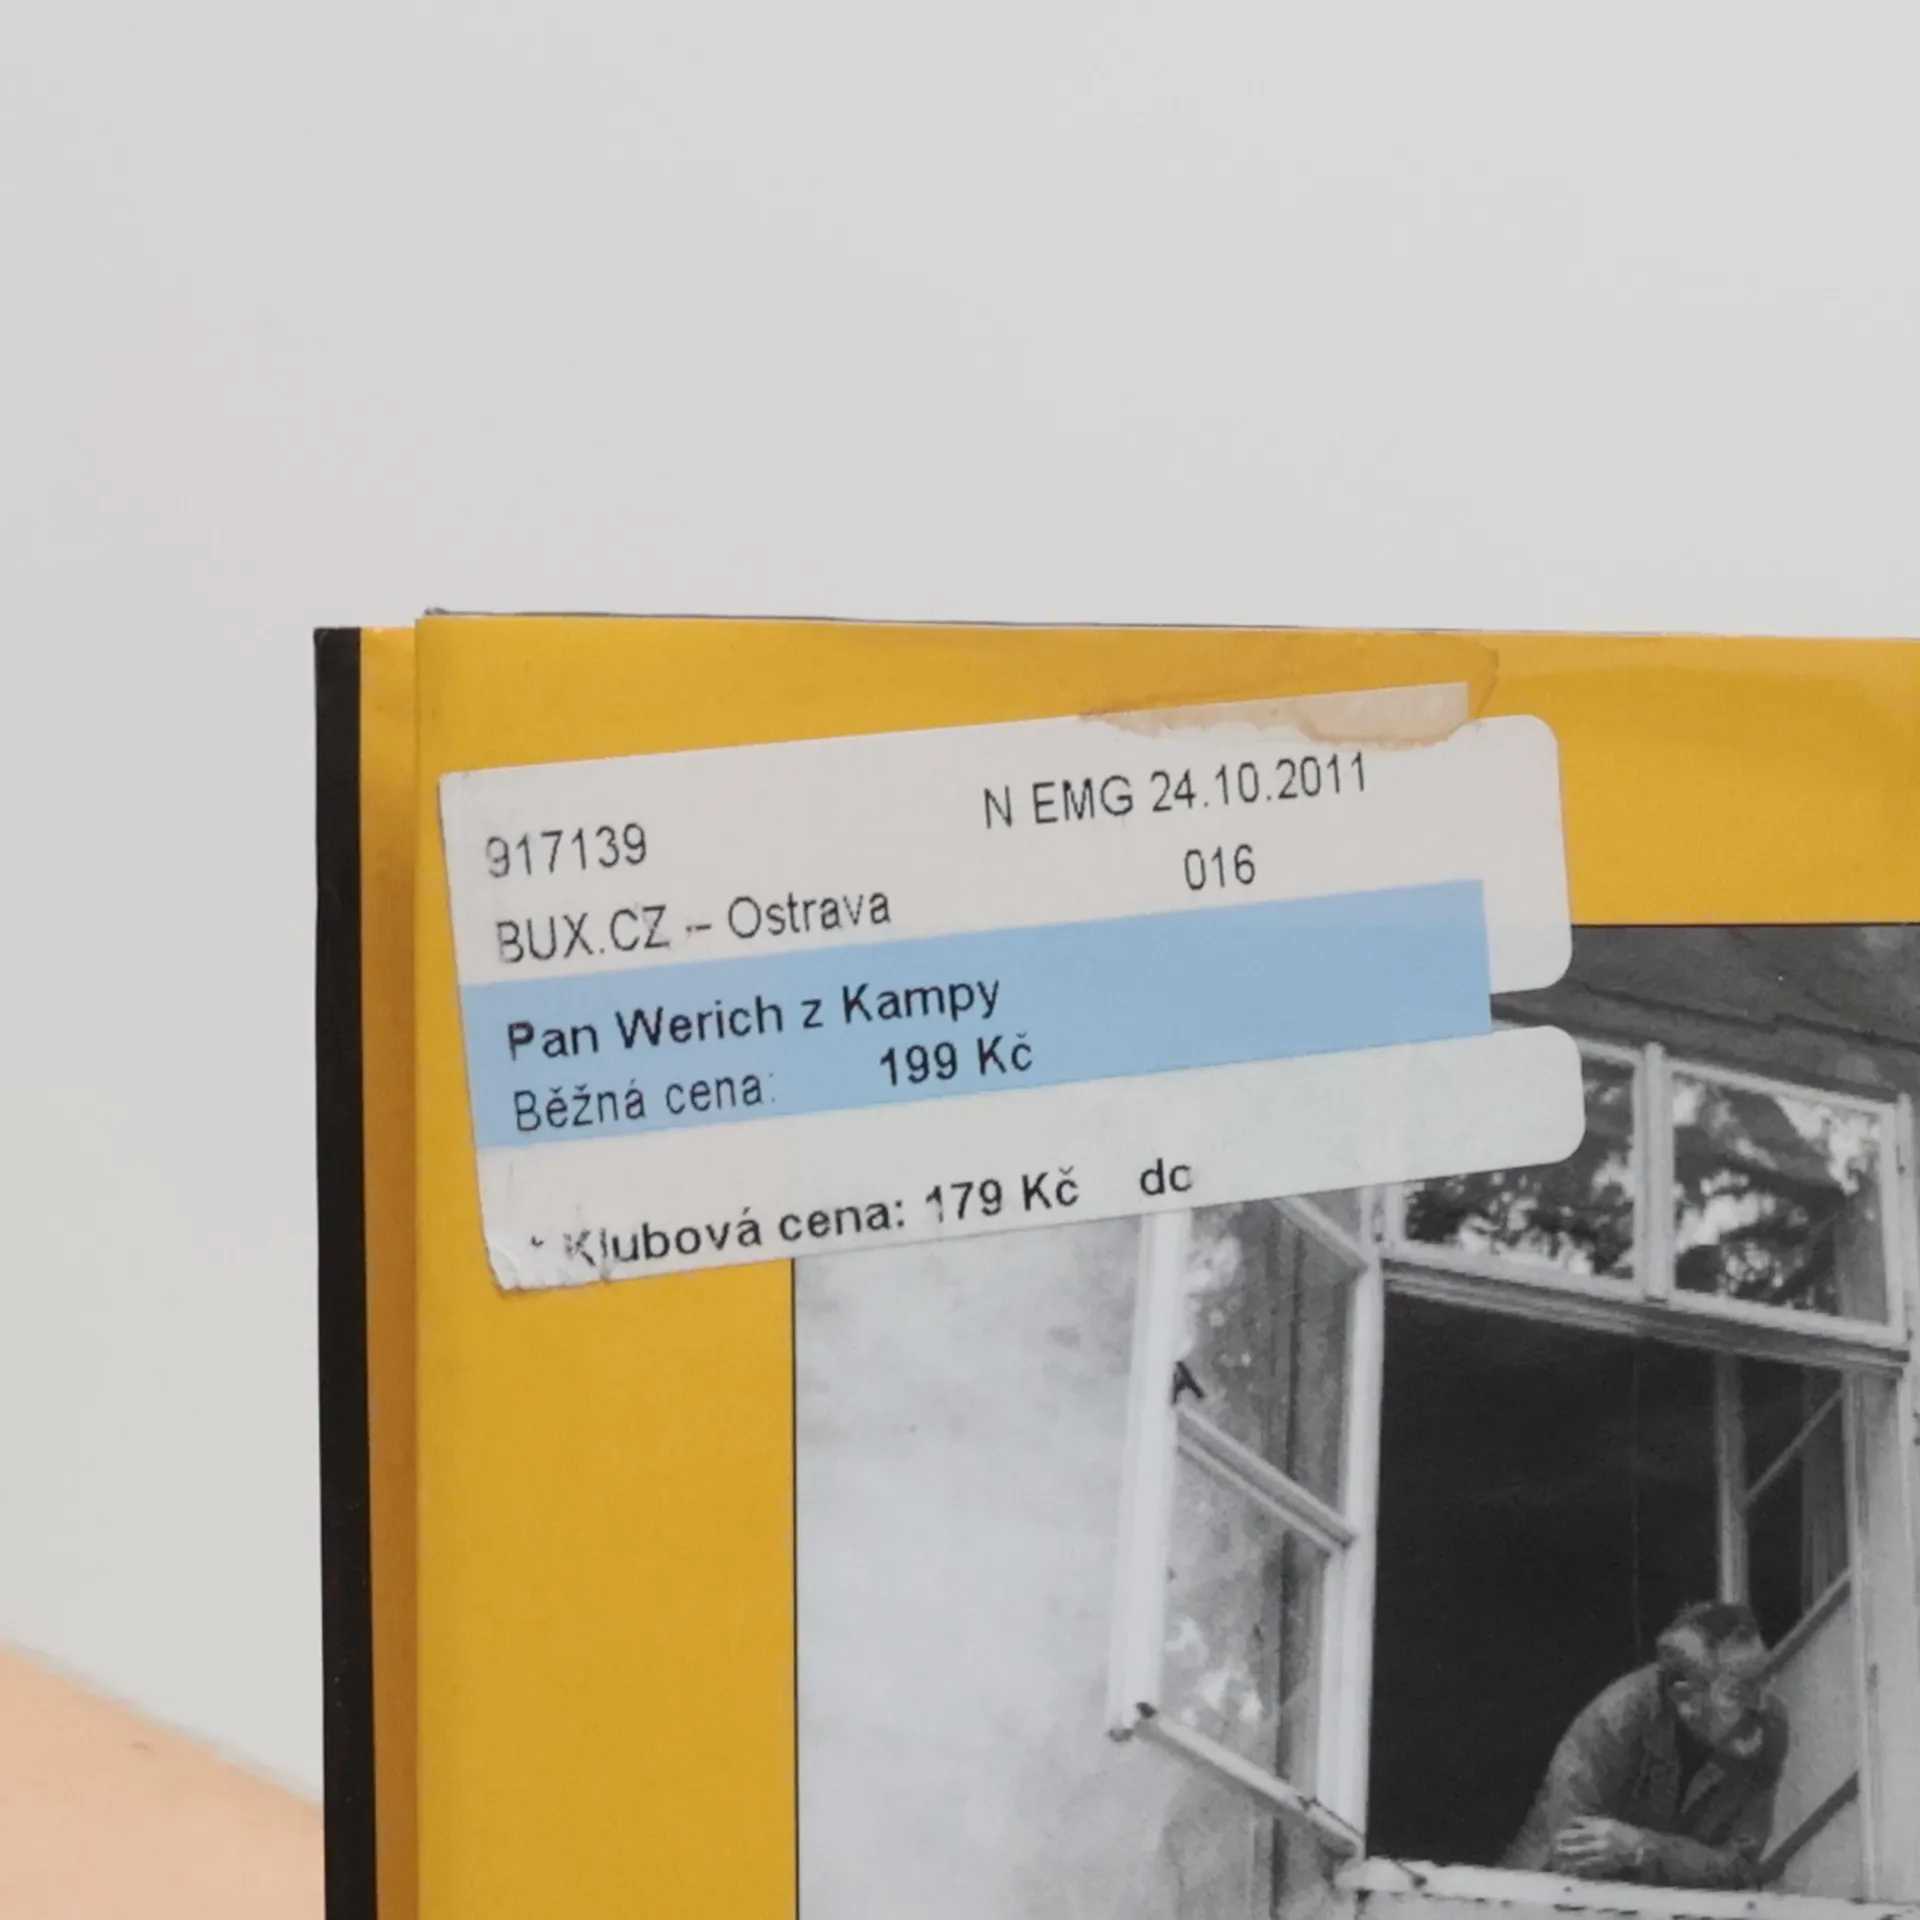 917139 N EMG 24.10.2011
BUX.CZ -- Ostrava 016
Pan Werich z Kampy
Běžná cena: 199 Kč
* Klubová cena: 179 Kč dc